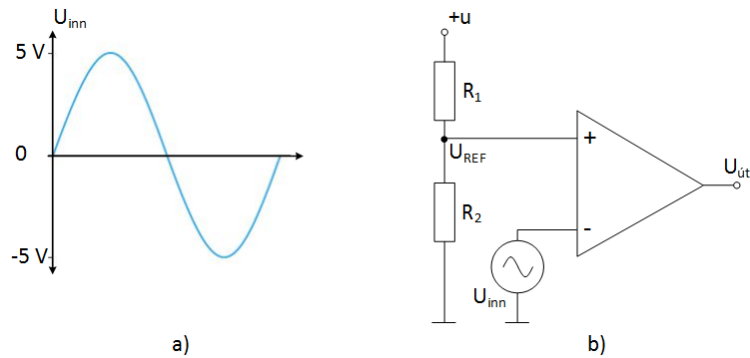 U_inn
5 V
0
-5 V
a)
+u
R₁
U_REF
R₂
+
-
U_inn
U_út
b)